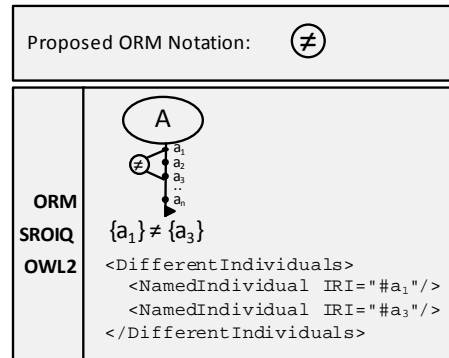 Proposed ORM Notation: ≠
A
a₁
≠
a₂
a₃
..
aₙ
ORM
SROIQ {a₁} ≠ {a₃}
OWL2 <DifferentIndividuals>
<NamedIndividual IRI="#a₁"/>
<NamedIndividual IRI="#a₃"/>
</DifferentIndividuals>